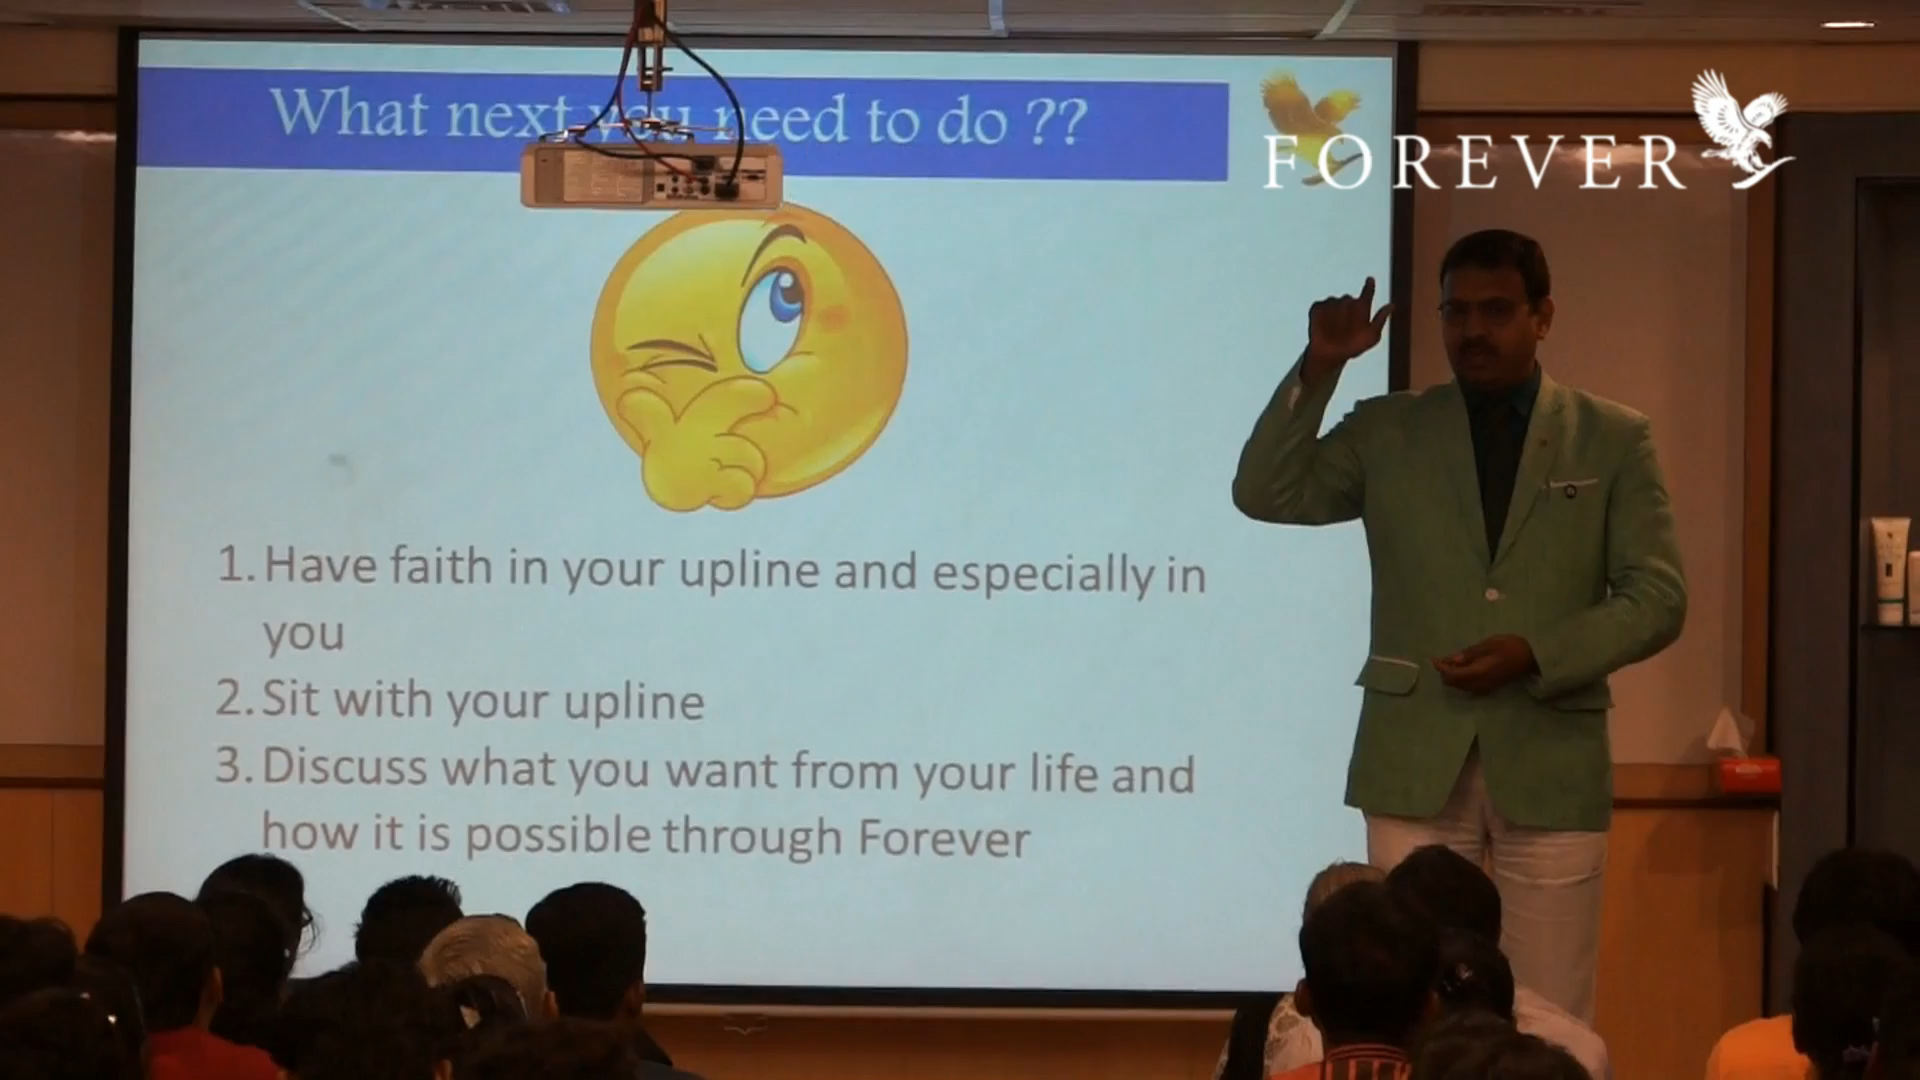 What next you need to do ??
FOREVER
1. Have faith in your upline and especially in
you
2. Sit with your upline
3. Discuss what you want from your life and
how it is possible through Forever